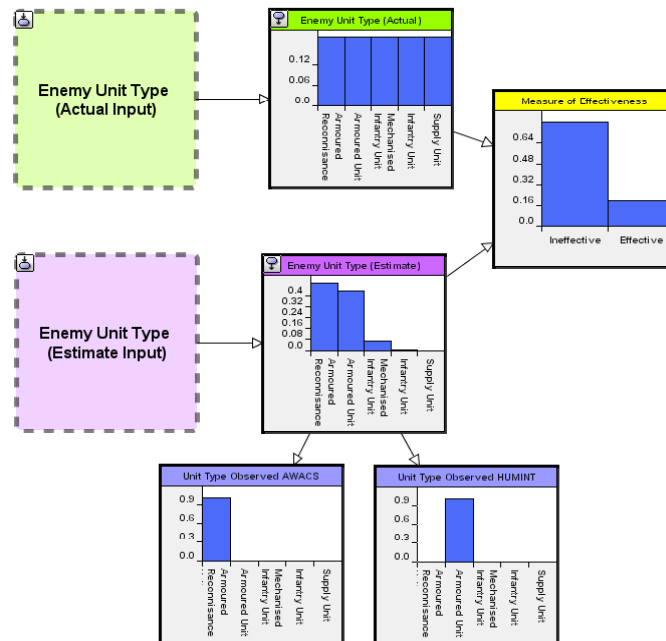 Enemy Unit Type
(Actual Input)
Enemy Unit Type (Actual)
0.12
0.06
0.0
Armoured
Reconnisance
Armoured Unit
Mechanised
Infantry Unit
Infantry Unit
Supply Unit
Measure of Effectiveness
0.64
0.48
0.32
0.16
0.0
Ineffective
Effective
Enemy Unit Type
(Estimate Input)
Enemy Unit Type (Estimate)
0.4
0.32
0.24
0.16
0.08
0.0
Armoured
Reconnisance
Armoured Unit
Mechanised
Infantry Unit
Infantry Unit
Supply Unit
Unit Type Observed AWACS
0.9
0.6
0.3
0.0
Armoured
Reconnisance
Armoured Unit
Mechanised
Infantry Unit
Infantry Unit
Supply Unit
Unit Type Observed HUMINT
0.9
0.6
0.3
0.0
Armoured
Reconnisance
Armoured Unit
Mechanised
Infantry Unit
Infantry Unit
Supply Unit